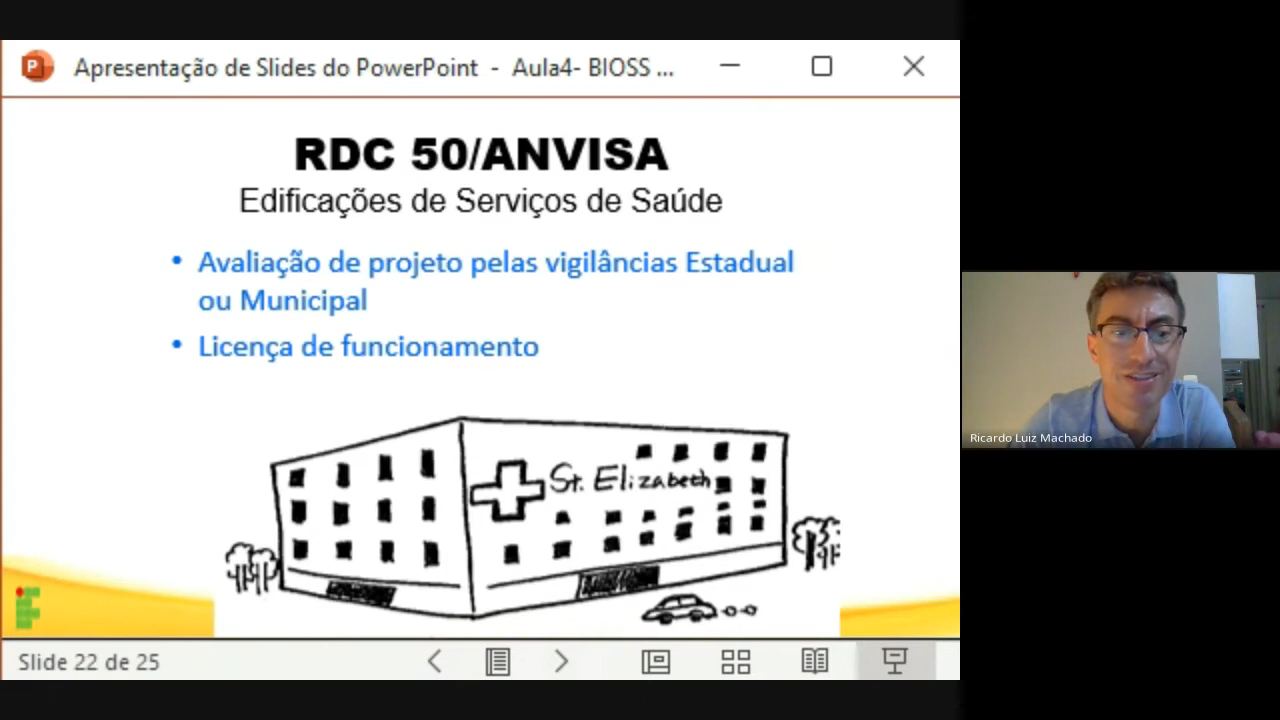 Apresentação de Slides do PowerPoint - Aula4- BIOSS ...
RDC 50/ANVISA
Edificações de Serviços de Saúde
• Avaliação de projeto pelas vigilâncias Estadual
ou Municipal
• Licença de funcionamento
St. Elizabeth
Ricardo Luiz Machado
Slide 22 de 25